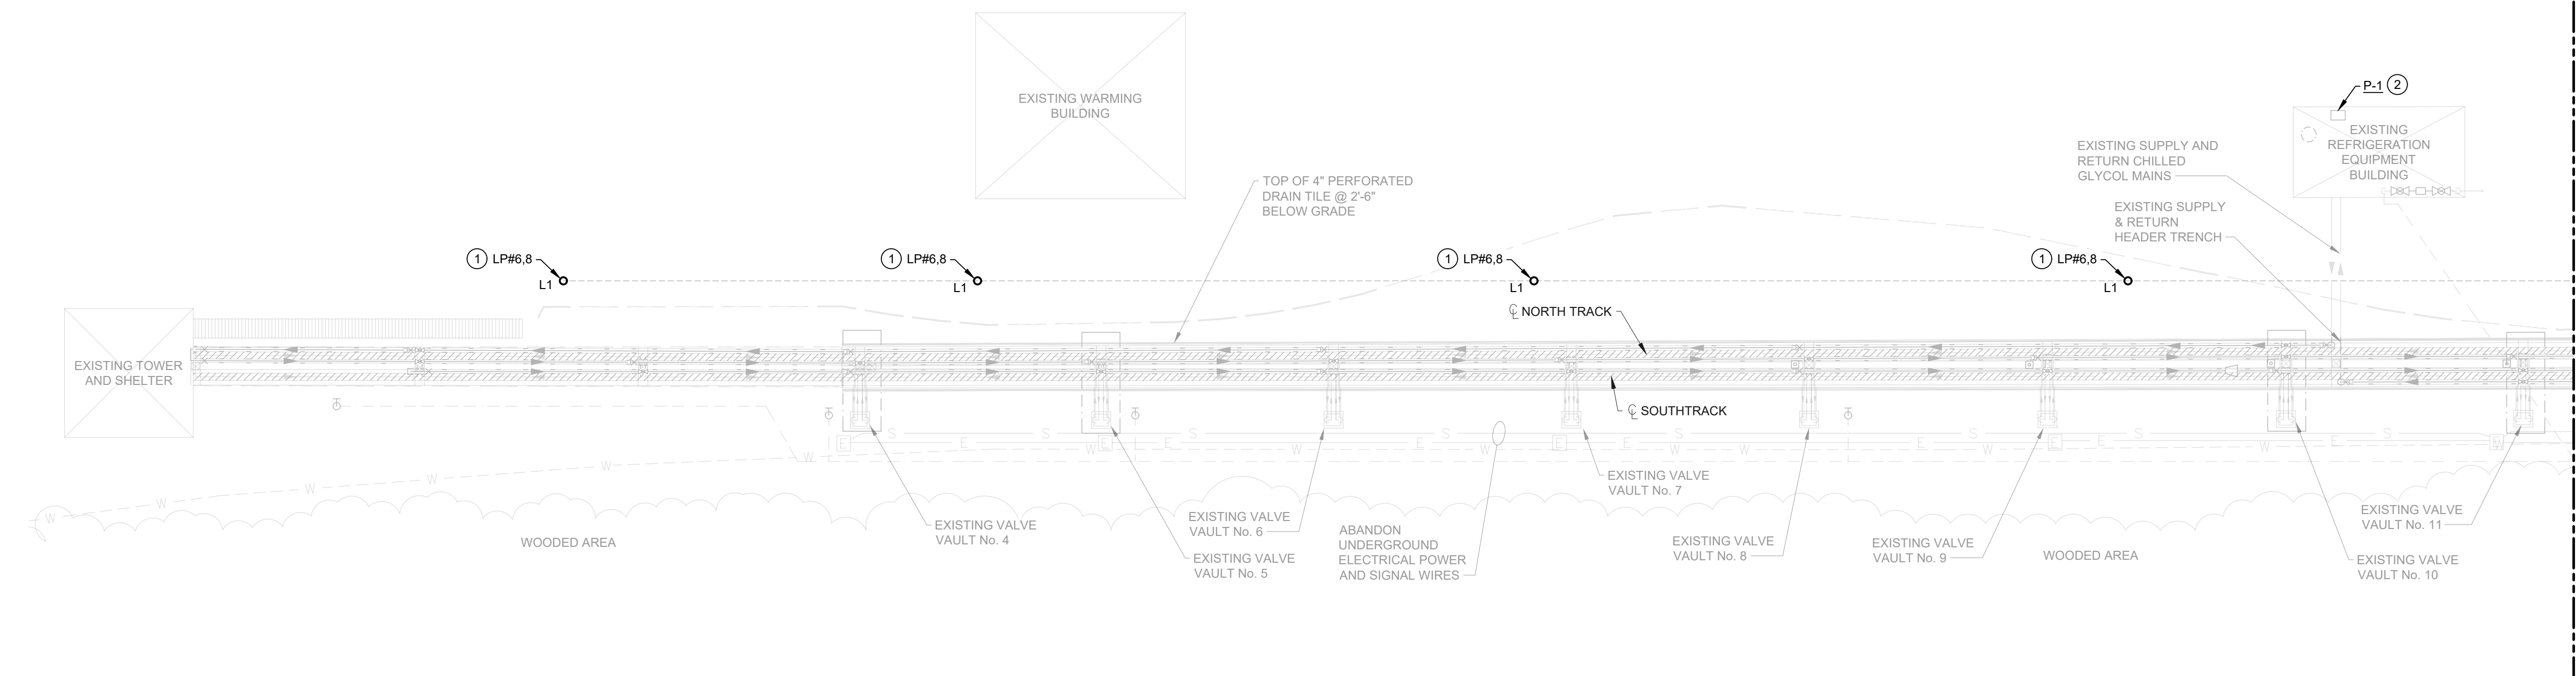 EXISTING WARMING
BUILDING
P-1 2
EXISTING
REFRIGERATION
EQUIPMENT
BUILDING
EXISTING SUPPLY AND
RETURN CHILLED
GLYCOL MAINS
TOP OF 4" PERFORATED
DRAIN TILE @ 2'-6"
BELOW GRADE
EXISTING SUPPLY
& RETURN
HEADER TRENCH
1 LP#6,8
L1
1 LP#6,8
L1
1 LP#6,8
L1
1 LP#6,8
L1
℄ NORTH TRACK
EXISTING TOWER
AND SHELTER
℄ SOUTHTRACK
S S S S S S S
E E E E E E E E E E E E
W W W W W W W W W W W W
EXISTING VALVE
VAULT No. 7
EXISTING VALVE
VAULT No. 4
EXISTING VALVE
VAULT No. 6
EXISTING VALVE
VAULT No. 5
ABANDON
UNDERGROUND
ELECTRICAL POWER
AND SIGNAL WIRES
EXISTING VALVE
VAULT No. 8
EXISTING VALVE
VAULT No. 9
EXISTING VALVE
VAULT No. 11
EXISTING VALVE
VAULT No. 10
WOODED AREA
WOODED AREA